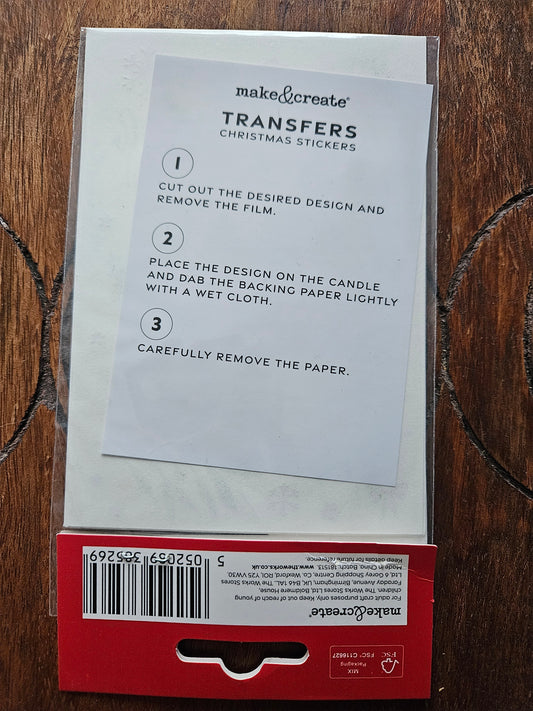 make&create®
TRANSFERS
CHRISTMAS STICKERS
1
CUT OUT THE DESIRED DESIGN AND
REMOVE THE FILM.
2
PLACE THE DESIGN ON THE CANDLE
AND DAB THE BACKING PAPER LIGHTLY
WITH A WET CLOTH.
3
CAREFULLY REMOVE THE PAPER.
make&create®
For adult craft purposes only. Keep out of reach of young
children. The Works Stores Ltd, Boldmere House,
Faraday Avenue, Birmingham, UK, B46 1AL. The Works Stores
Ltd, 6 Dorey Shopping Centre, Co. Wexford, ROI, Y25 VW30.
Made in China. Batch: 181513. www.theworks.co.uk
Keep details for future reference.
5 052089 385269
FSC
MIX
Packaging
FSC® C118627